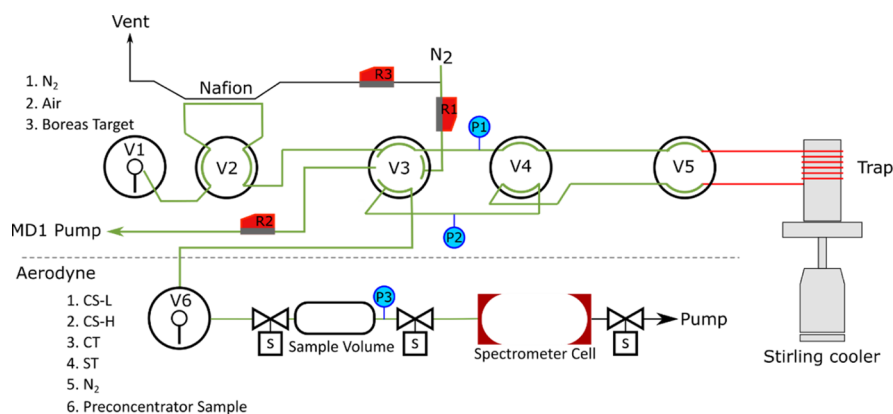 Vent
N2
R3
Nafion
1. N₂
2. Air
3. Boreas Target
R1
P1
V1
V2
V3
V4
V5
Trap
R2
MD1 Pump
P2
Aerodyne
1. CS-L
2. CS-H
3. CT
4. ST
5. N₂
6. Preconcentrator Sample
V6
P3
S
Sample Volume
S
Spectrometer Cell
S
Pump
Stirling cooler